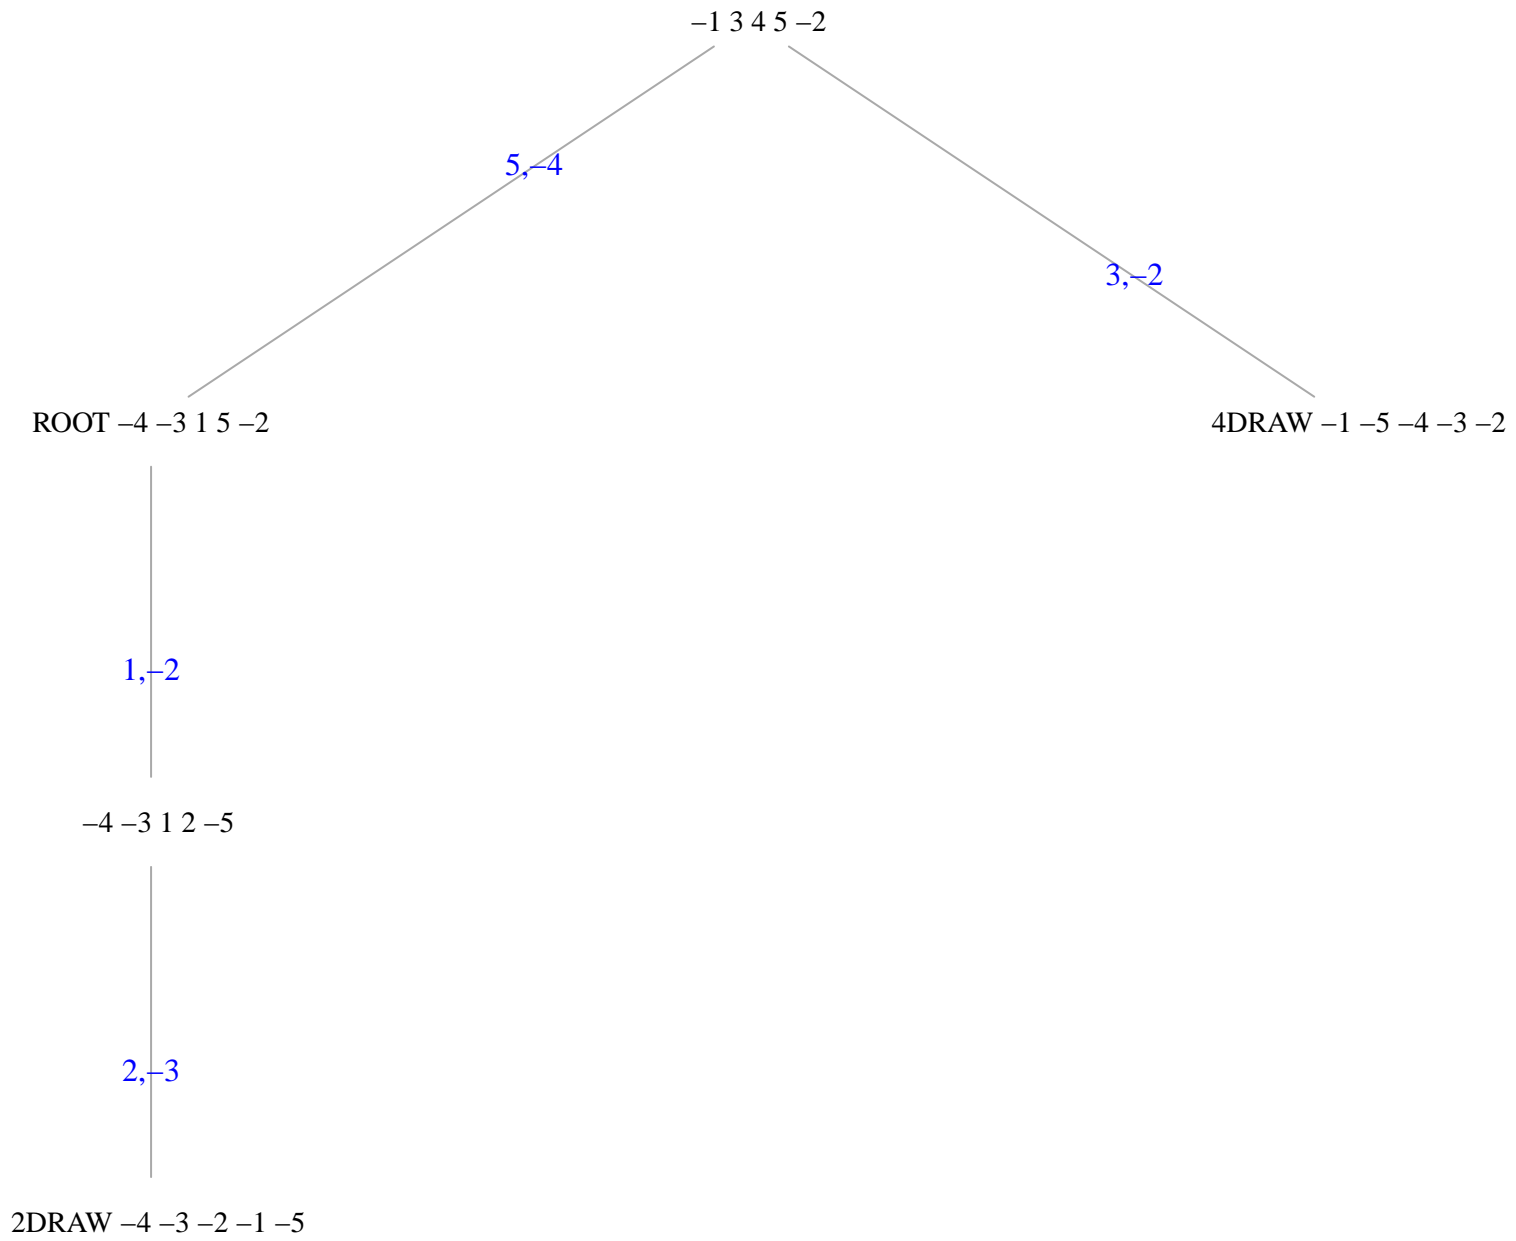 –1 3 4 5 –2
5,–4
3,–2
ROOT –4 –3 1 5 –2
4DRAW –1 –5 –4 –3 –2
1,–2
–4 –3 1 2 –5
2,–3
2DRAW –4 –3 –2 –1 –5